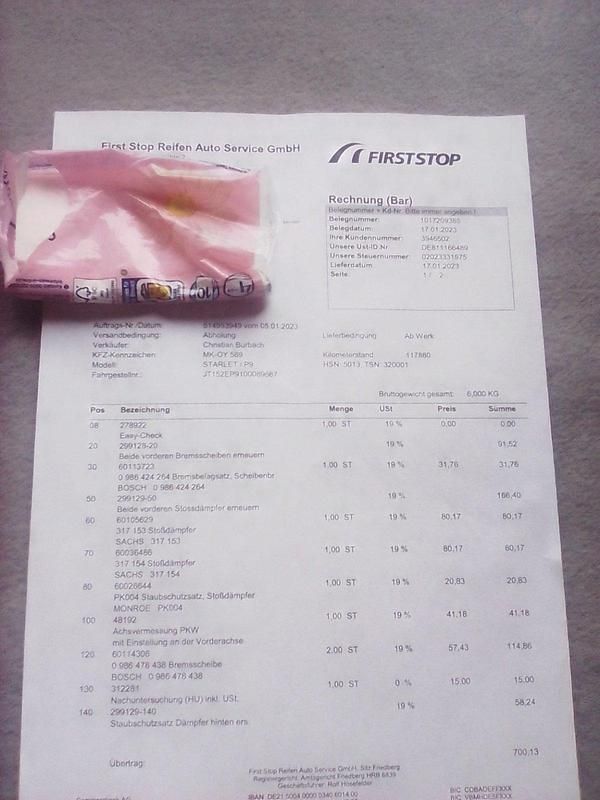 First Stop Reifen Auto Service GmbH
FIRST STOP
Rechnung (Bar)
Belegnummer + Kd-Nr. Bitte immer angeben !
Belegnummer: 1017209385
Belegdatum: 17.01.2023
Ihre Kundennummer: 3946502
Unsere Ust-ID.Nr DE811166489
Unsere Steuernummer: 02023331875
Lieferdatum: 17.01.2023
Seite: 1 / 2
Auftrags-Nr./Datum: vom 05.01.2023
Versandbedingung: Abholung
Lieferbedingung Ab Werk
Verkäufer: Christian Burbach
KFZ-Kennzeichen: MK-OY 589
Kilometerstand 117880
Modell: STARLET / P9
HSN: 5013, TSN: 320001
Fahrgestellnr.: JT152EP9100089687
Bruttogewicht gesamt: 6,000 KG
Pos Bezeichnung Menge USt Preis Summe
08 278922 1,00 ST 19 % 0,00 0,00
Easy-Check
20 299128-20 19 % 91,52
Beide vorderen Bremsscheiben erneuern
30 60113723 1,00 ST 19 % 31,76 31,76
0 986 424 264 Bremsbelagsatz, Scheibenbr
BOSCH 0 986 424 264
50 299129-50 19 % 166,40
Beide vorderen Stossdämpfer erneuern
60 60105629 1,00 ST 19 % 80,17 80,17
317 153 Stoßdämpfer
SACHS 317 153
70 60036486 1,00 ST 19 % 80,17 80,17
317 154 Stoßdämpfer
SACHS 317 154
80 60026644 1,00 ST 19 % 20,83 20,83
PK004 Staubschutzsatz, Stoßdämpfer
MONROE PK004
100 48192 1,00 ST 19 % 41,18 41,18
Achsvermessung PKW
mit Einstellung an der Vorderachse
120 60114306 2,00 ST 19 % 57,43 114,86
0 986 478 438 Bremsscheibe
BOSCH 0 986 478 438
130 312281 1,00 ST 0 % 15,00 15,00
Nachuntersuchung (HU) inkl. USt.
140 299129-140 19 % 58,24
Staubschutzsatz Dämpfer hinten ers.
Übertrag: 700,13
First Stop Reifen Auto Service GmbH, Sitz Friedberg
Registergericht: Amtsgericht Friedberg HRB 6839
Geschäftsführer: Rolf Hosefelder